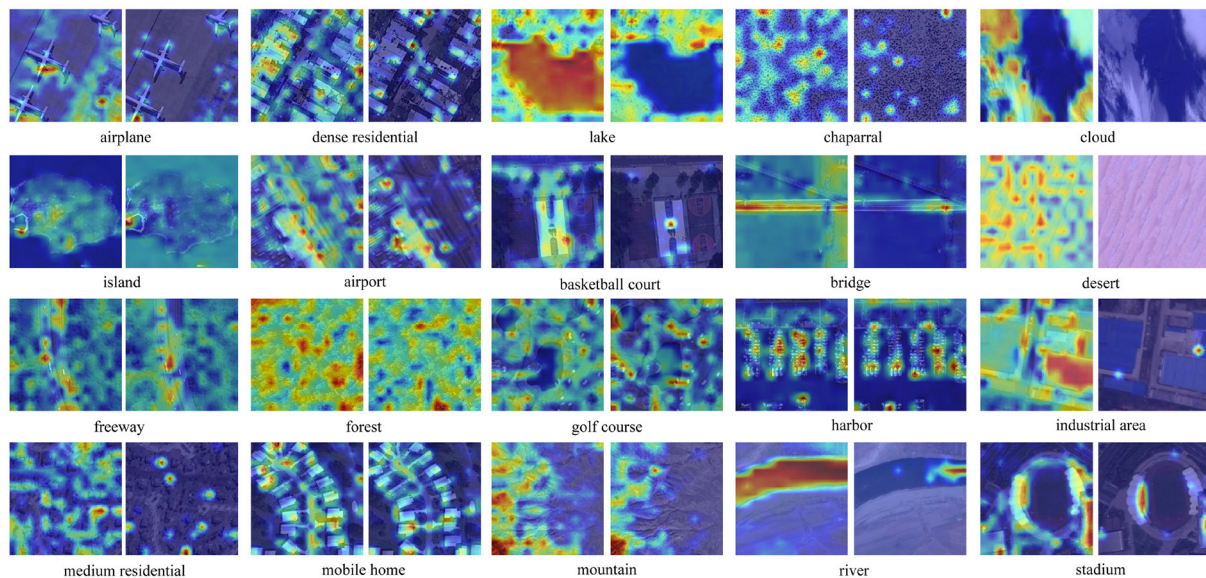 airplane dense residential lake chaparral cloud
island airport basketball court bridge desert
freeway forest golf course harbor industrial area
medium residential mobile home mountain river stadium